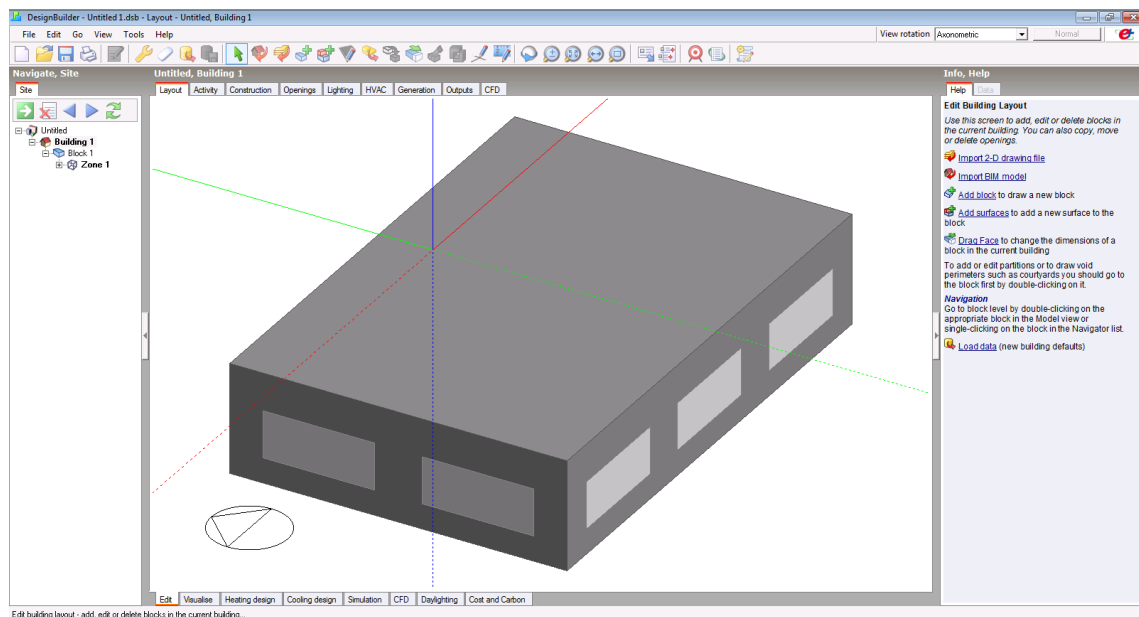 DesignBuilder - Untitled 1.dsb - Layout - Untitled, Building 1
File Edit Go View Tools Help
View rotation Axonometric Normal
Navigate, Site
Untitled, Building 1
Info, Help
Site
Layout Activity Construction Openings Lighting HVAC Generation Outputs CFD
Help Data
Untitled
Building 1
Block 1
Zone 1
Edit Building Layout
Use this screen to add, edit or delete blocks in
the current building. You can also copy, move
or delete openings.
Import 2-D drawing file
Import BIM model
Add block to draw a new block
Add surfaces to add a new surface to the
block
Drag Face to change the dimensions of a
block in the current building
To add or edit partitions or to draw void
perimeters such as courtyards you should go to
the block first by double-clicking on it.
Navigation
Go to block level by double-clicking on the
appropriate block in the Model view or
single-clicking on the block in the Navigator list.
Load data (new building defaults)
Edit Visualise Heating design Cooling design Simulation CFD Daylighting Cost and Carbon
Edit building layout - add, edit or delete blocks in the current building...